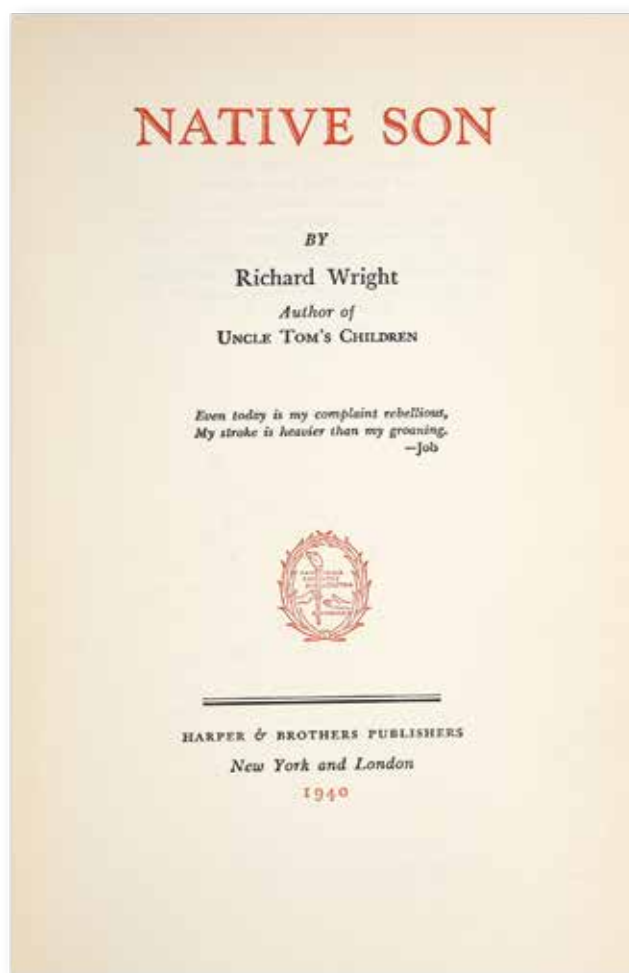 NATIVE SON
BY
Richard Wright
Author of
UNCLE TOM'S CHILDREN
Even today is my complaint rebellious,
My stroke is heavier than my groaning.
—Job
HARPER & BROTHERS PUBLISHERS
New York and London
1940